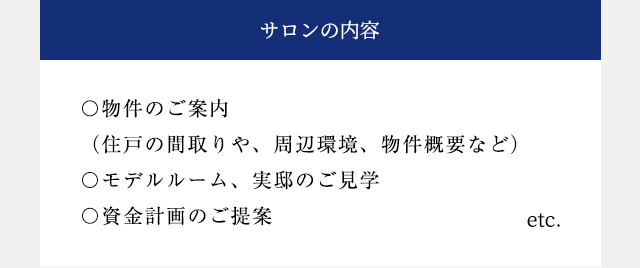 サロンの内容
○物件のご案内
（住戸の間取りや、周辺環境、物件概要など）
○モデルルーム、実邸のご見学
○資金計画のご提案
etc.